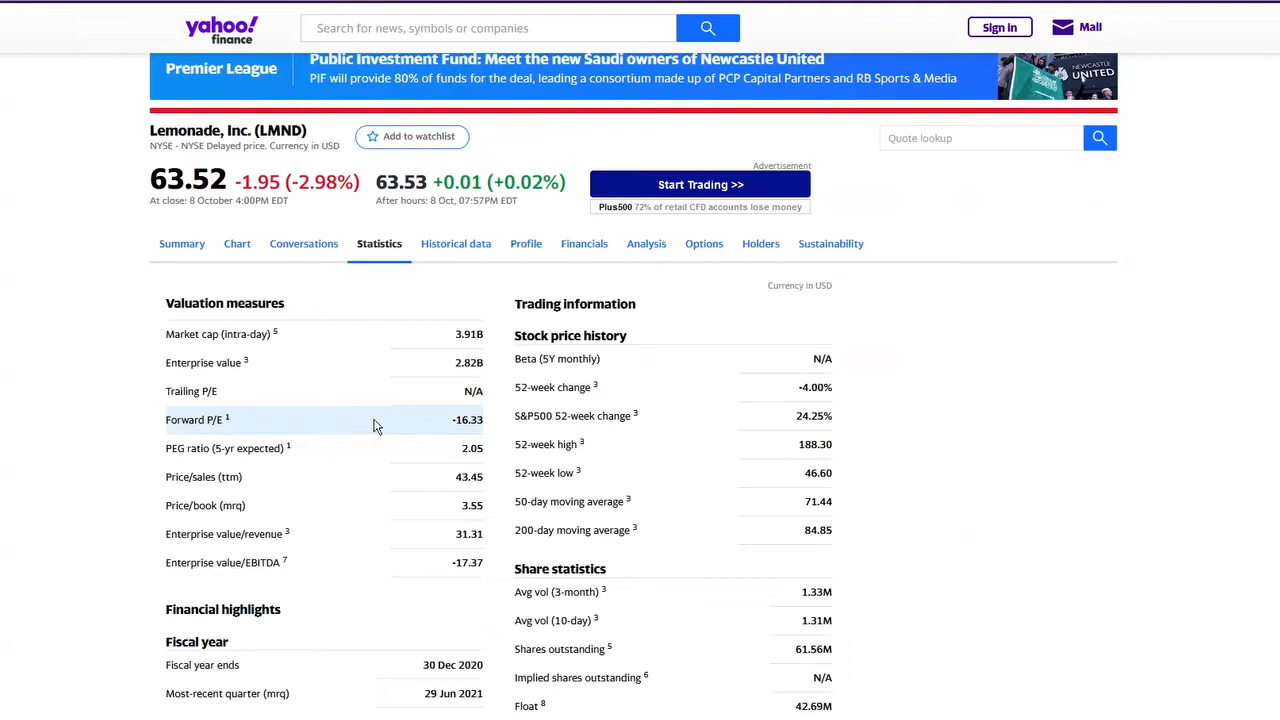 yahoo!
finance
Search for news, symbols or companies
Sign in
Mail
Premier League
Public Investment Fund: Meet the new Saudi owners of Newcastle United
PIF will provide 80% of funds for the deal, leading a consortium made up of PCP Capital Partners and RB Sports & Media
NEWCASTLE
UNITED
Lemonade, Inc. (LMND)
NYSE - NYSE Delayed price. Currency in USD
Add to watchlist
Quote lookup
63.52 -1.95 (-2.98%)
At close: 8 October 4:00PM EDT
63.53 +0.01 (+0.02%)
After hours: 8 Oct, 07:57PM EDT
Advertisement
Start Trading >>
Plus500 72% of retail CFD accounts lose money
Summary Chart Conversations Statistics Historical data Profile Financials Analysis Options Holders Sustainability
Currency in USD
Valuation measures
Market cap (intra-day) 5 3.91B
Enterprise value 3 2.82B
Trailing P/E N/A
Forward P/E 1 -16.33
PEG ratio (5-yr expected) 1 2.05
Price/sales (ttm) 43.45
Price/book (mrq) 3.55
Enterprise value/revenue 3 31.31
Enterprise value/EBITDA 7 -17.37
Financial highlights
Fiscal year
Fiscal year ends 30 Dec 2020
Most-recent quarter (mrq) 29 Jun 2021
Trading information
Stock price history
Beta (5Y monthly) N/A
52-week change 3 -4.00%
S&P500 52-week change 3 24.25%
52-week high 3 188.30
52-week low 3 46.60
50-day moving average 3 71.44
200-day moving average 3 84.85
Share statistics
Avg vol (3-month) 3 1.33M
Avg vol (10-day) 3 1.31M
Shares outstanding 5 61.56M
Implied shares outstanding 6 N/A
Float 8 42.69M